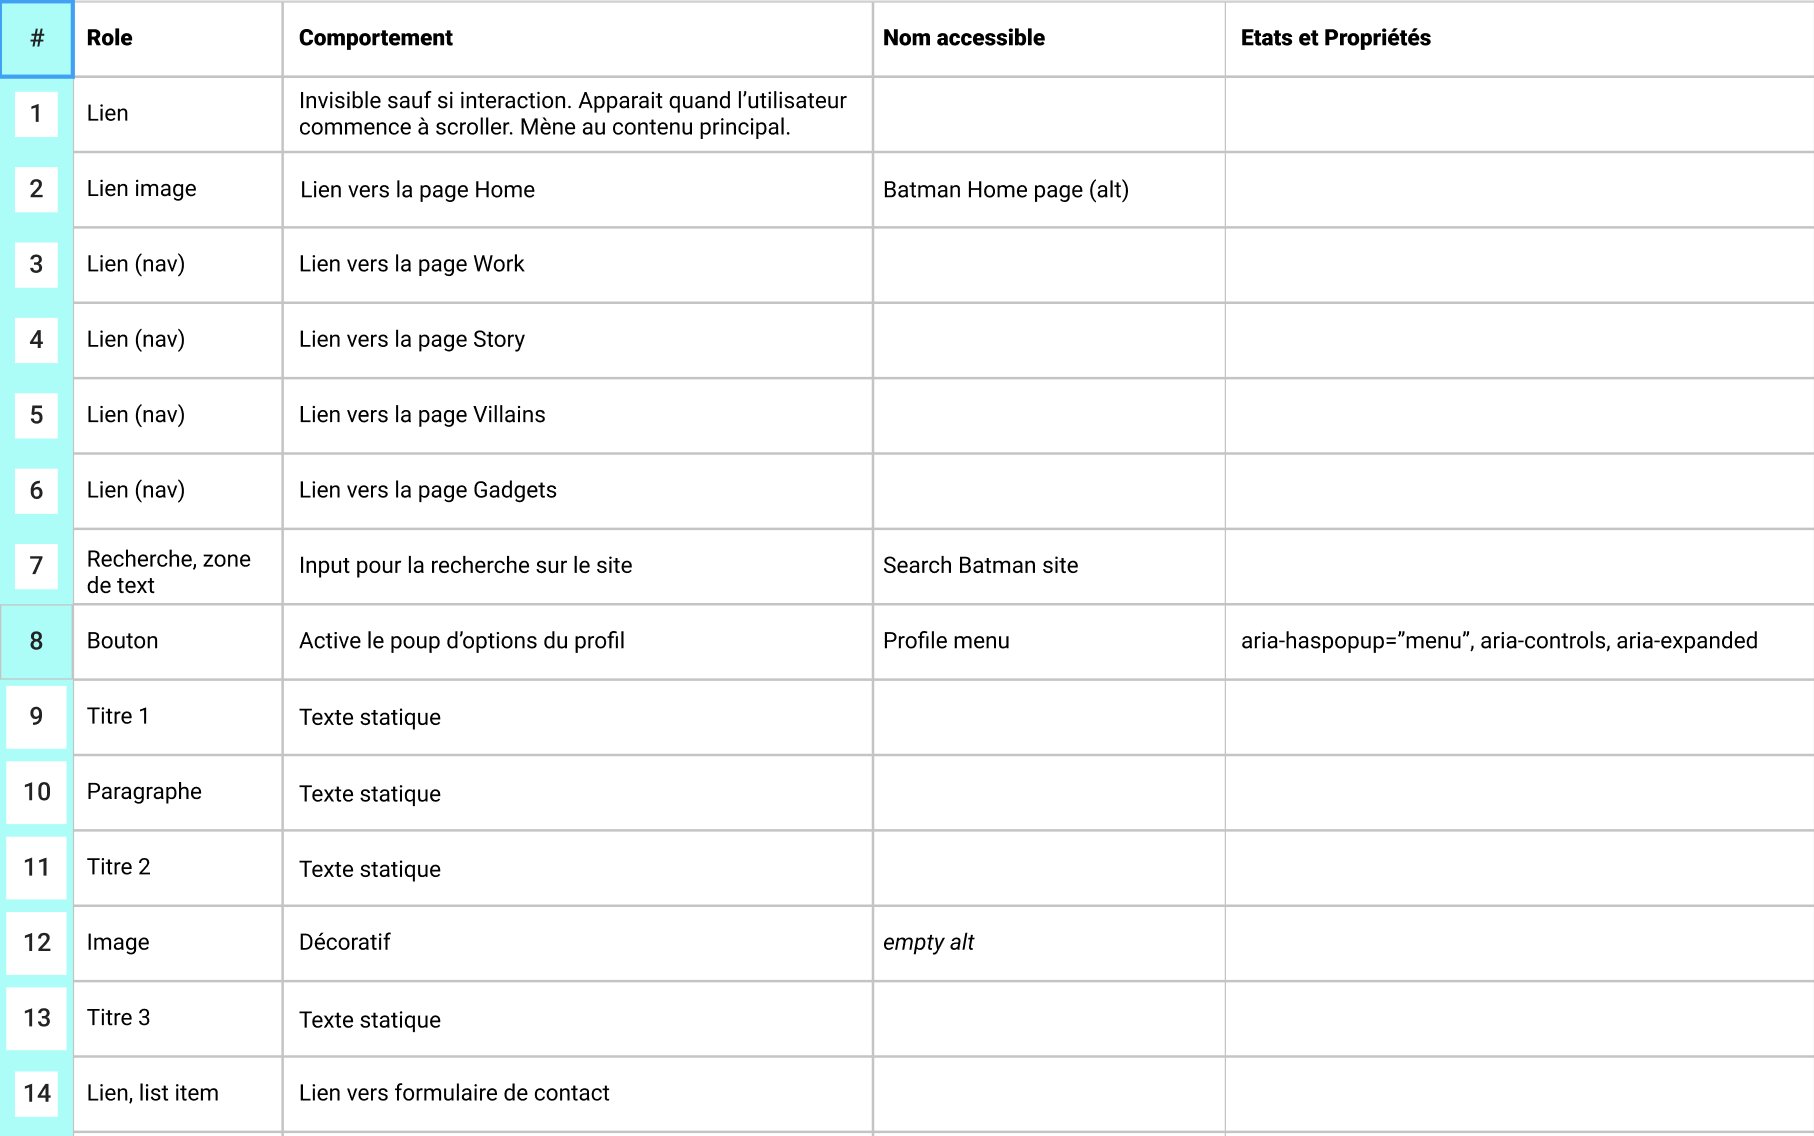 # Role Comportement Nom accessible Etats et Propriétés
1 Lien Invisible sauf si interaction. Apparait quand l’utilisateur
commence à scroller. Mène au contenu principal.
2 Lien image Lien vers la page Home Batman Home page (alt)
3 Lien (nav) Lien vers la page Work
4 Lien (nav) Lien vers la page Story
5 Lien (nav) Lien vers la page Villains
6 Lien (nav) Lien vers la page Gadgets
7 Recherche, zone
de text Input pour la recherche sur le site Search Batman site
8 Bouton Active le poup d’options du profil Profile menu aria-haspopup=”menu”, aria-controls, aria-expanded
9 Titre 1 Texte statique
10 Paragraphe Texte statique
11 Titre 2 Texte statique
12 Image Décoratif empty alt
13 Titre 3 Texte statique
14 Lien, list item Lien vers formulaire de contact